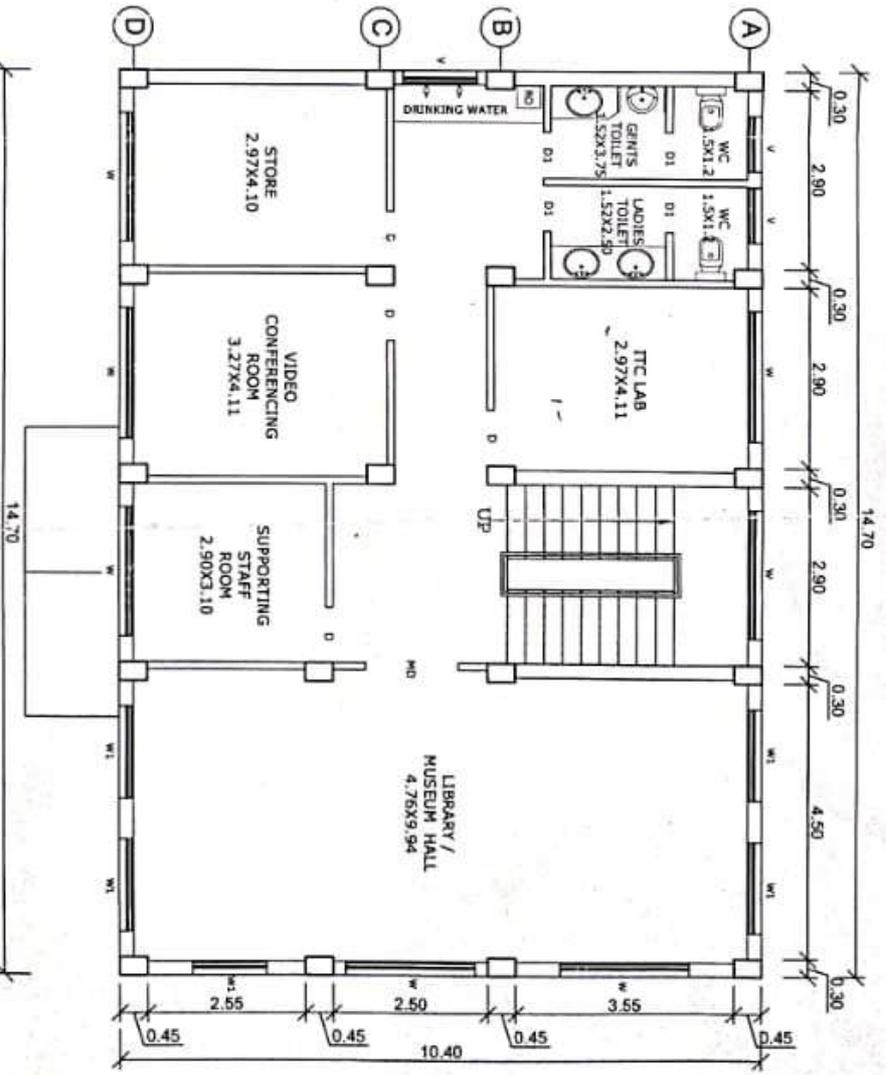 D
C
B
A
V
DRINKING WATER
RO
GENTS
TOILET
1.52X3.75
WC
1.5X1.2
LADIES
TOILET
1.52X2.50
WC
D1
D1
D1
D1
V
V
STORE
2.97X4.10
D
W
VIDEO
CONFERENCING
ROOM
3.27X4.11
D
W
ITC LAB
2.97X4.11
D
W
UP
W
SUPPORTING
STAFF
ROOM
2.90X3.10
D
W
MD
LIBRARY /
MUSEUM HALL
4.76X9.94
W1
W1
W1
W1
W1
W
W
0.30
2.90
0.30
2.90
0.30
2.90
0.30
4.50
0.30
14.70
14.70
2.55
2.50
3.55
0.45
0.45
0.45
0.45
10.40